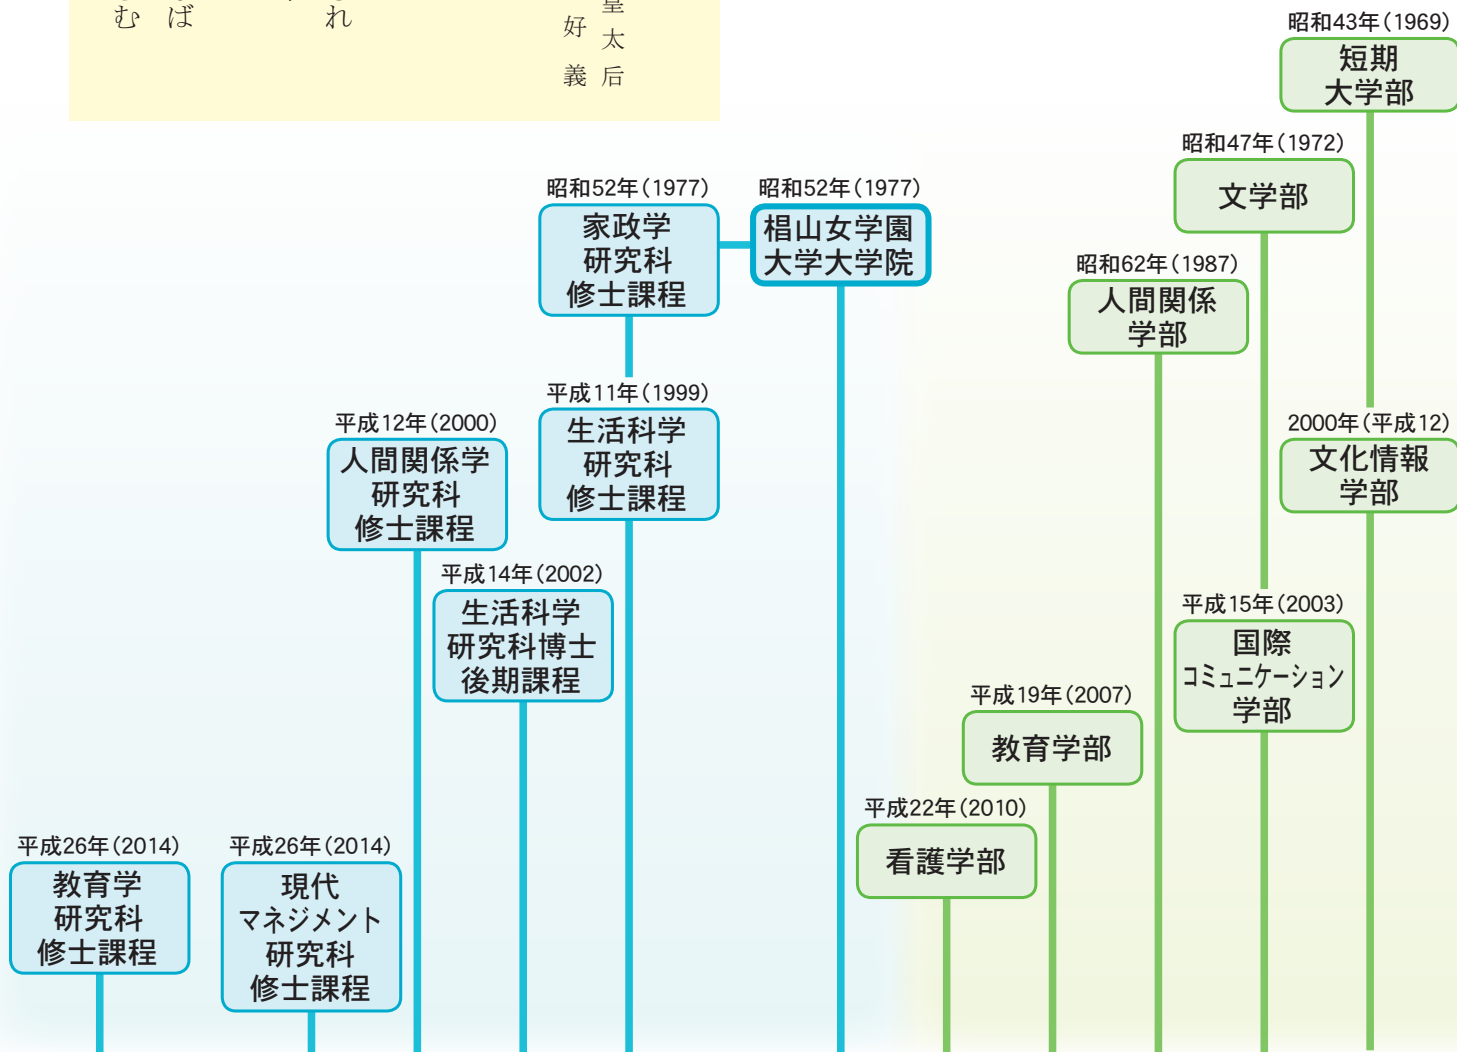 皇太后
好義
れ
ば
む
昭和43年(1969)
短期
大学部
昭和47年(1972)
文学部
昭和52年(1977)
家政学
研究科
修士課程
昭和52年(1977)
椙山女学園
大学大学院
昭和62年(1987)
人間関係
学部
平成11年(1999)
生活科学
研究科
修士課程
平成12年(2000)
人間関係学
研究科
修士課程
2000年(平成12)
文化情報
学部
平成14年(2002)
生活科学
研究科博士
後期課程
平成15年(2003)
国際
コミュニケーション
学部
平成19年(2007)
教育学部
平成22年(2010)
看護学部
平成26年(2014)
教育学
研究科
修士課程
平成26年(2014)
現代
マネジメント
研究科
修士課程